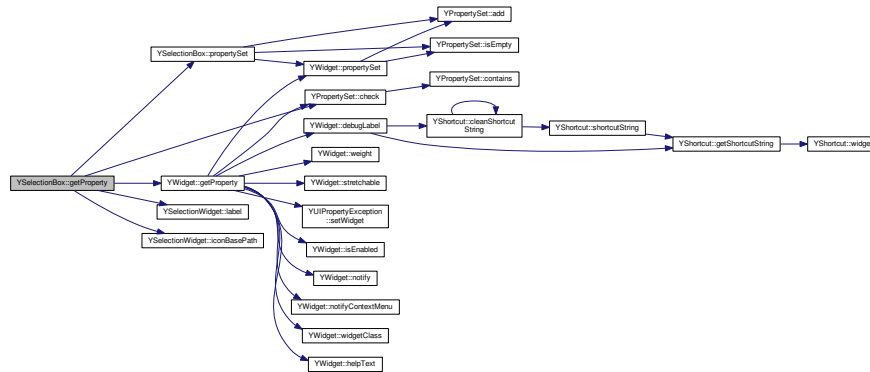 YPropertySet::add
YSelectionBox::propertySet
YPropertySet::isEmpty
YWidget::propertySet
YPropertySet::contains
YPropertySet::check
YWidget::debugLabel
YShortcut::cleanShortcut
String
YShortcut::shortcutString
YShortcut::getShortcutString
YShortcut::widget
YWidget::weight
YSelectionBox::getProperty
YWidget::getProperty
YWidget::stretchable
YSelectionWidget::label
YUIPropertyException
::setWidget
YSelectionWidget::iconBasePath
YWidget::isEnabled
YWidget::notify
YWidget::notifyContextMenu
YWidget::widgetClass
YWidget::helpText